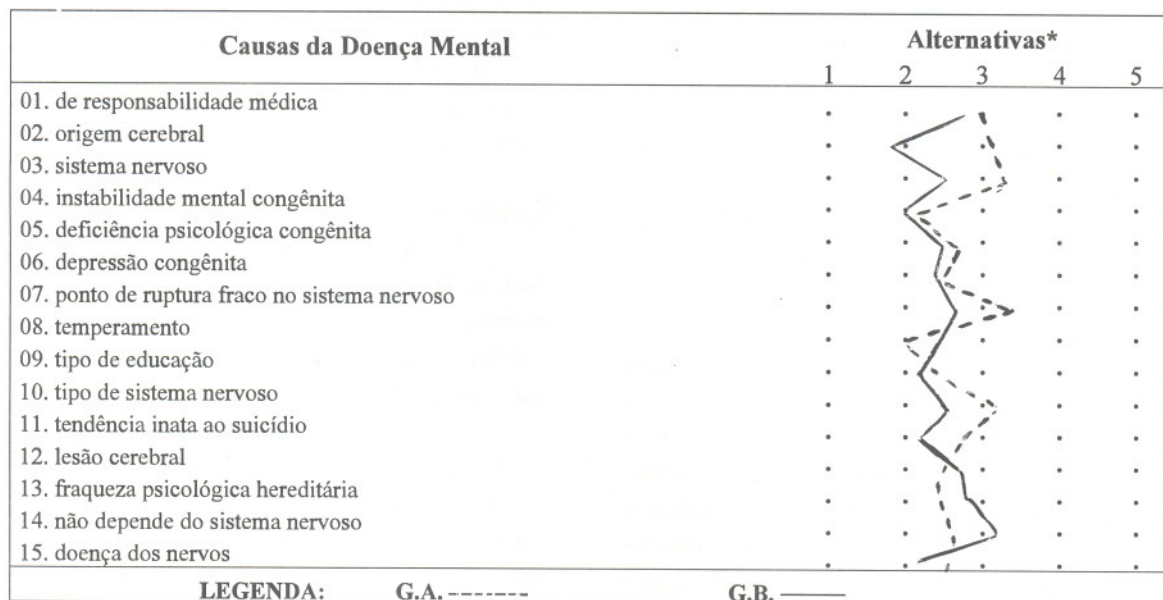 Causas da Doença Mental
Alternativas*
1 2 3 4 5
01. de responsabilidade médica
02. origem cerebral
03. sistema nervoso
04. instabilidade mental congênita
05. deficiência psicológica congênita
06. depressão congênita
07. ponto de ruptura fraco no sistema nervoso
08. temperamento
09. tipo de educação
10. tipo de sistema nervoso
11. tendência inata ao suicídio
12. lesão cerebral
13. fraqueza psicológica hereditária
14. não depende do sistema nervoso
15. doença dos nervos
LEGENDA: G.A. -------- G.B. ———